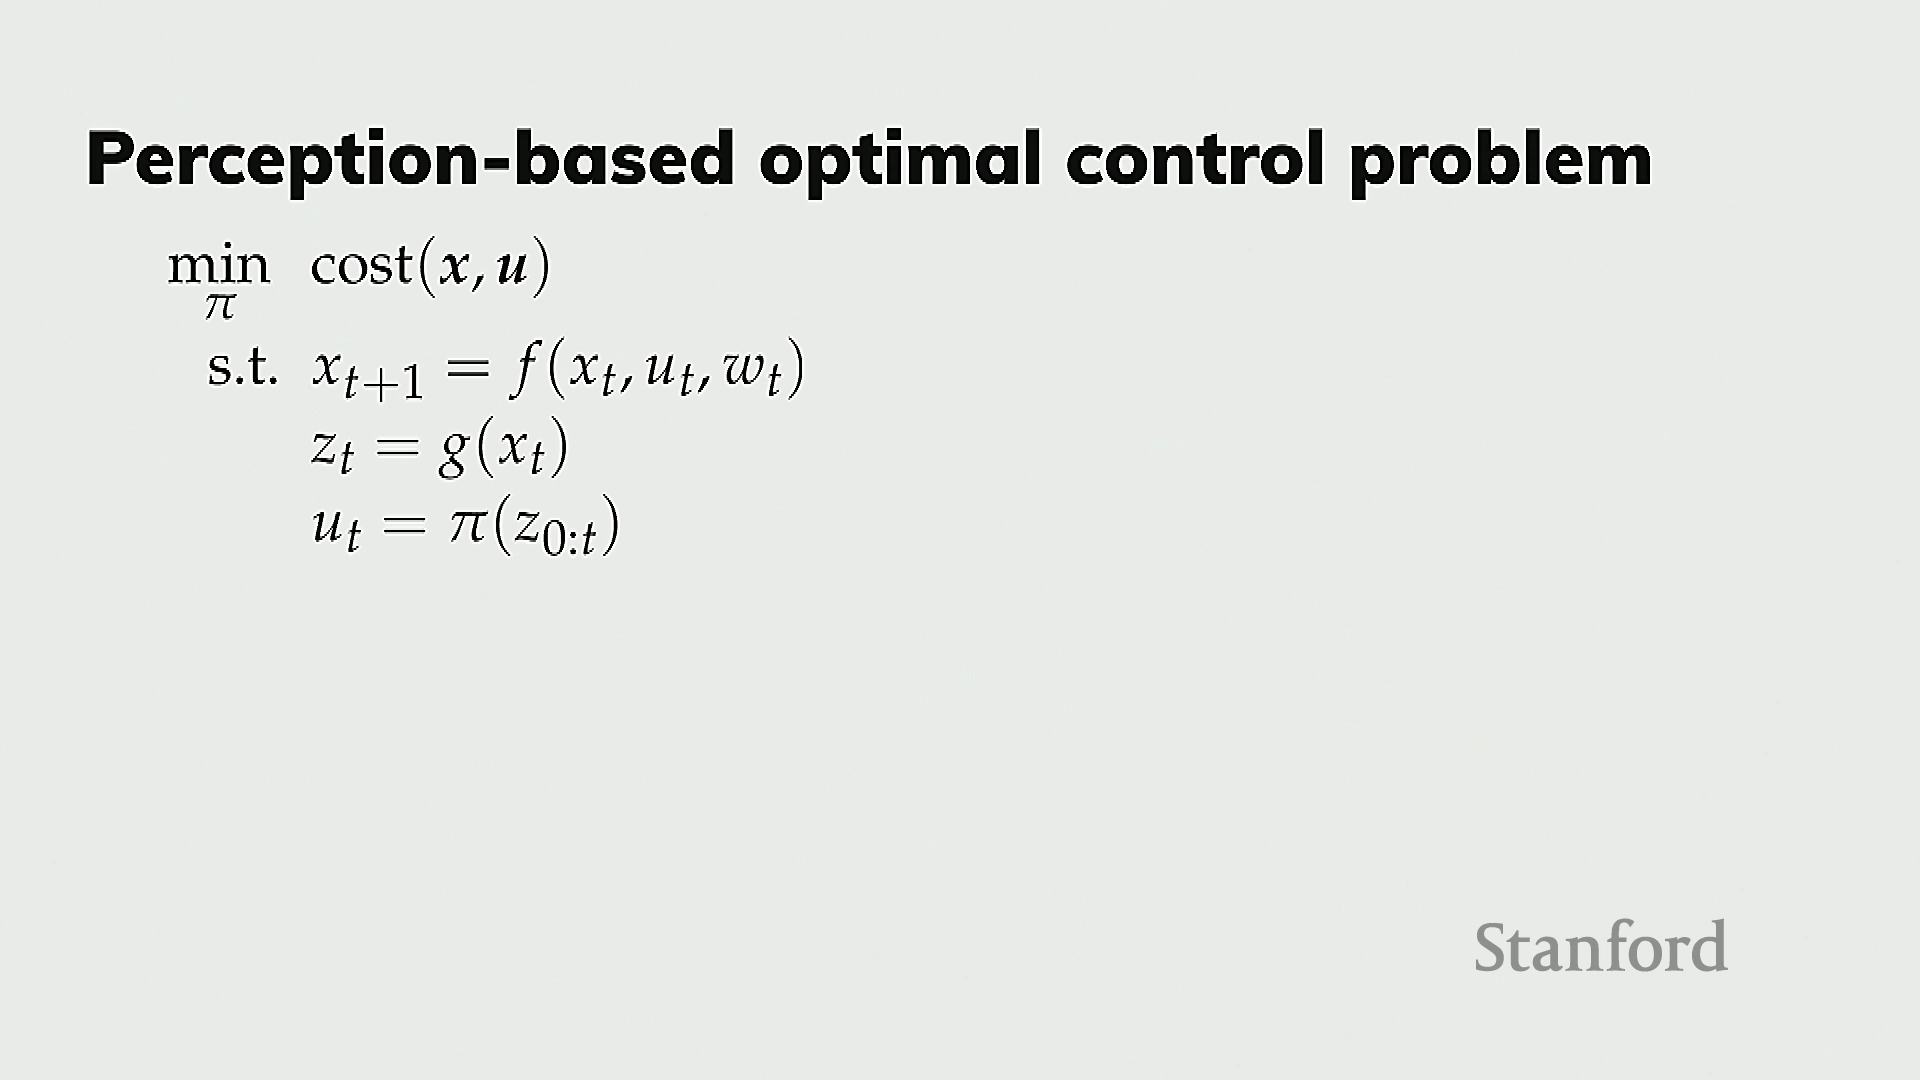 Perception-based optimal control problem
min_π cost(x, u)
s.t. x_{t+1} = f(x_t, u_t, w_t)
z_t = g(x_t)
u_t = π(z_{0:t})
Stanford